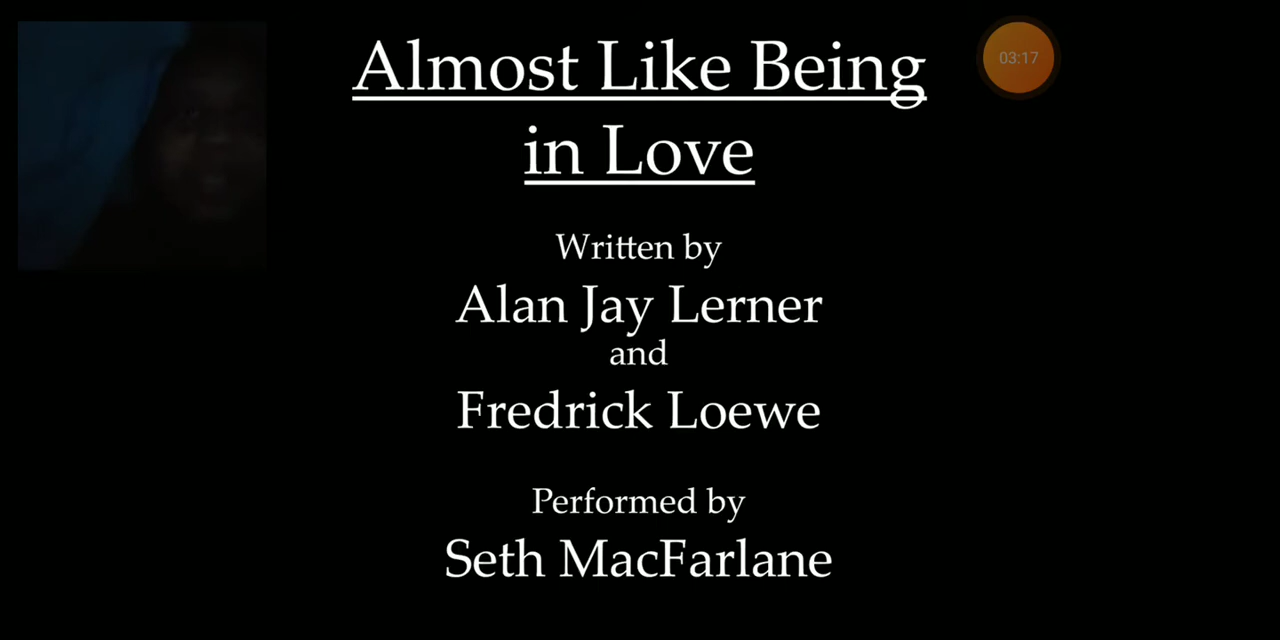 Almost Like Being
in Love
03:17
Written by
Alan Jay Lerner
and
Fredrick Loewe
Performed by
Seth MacFarlane